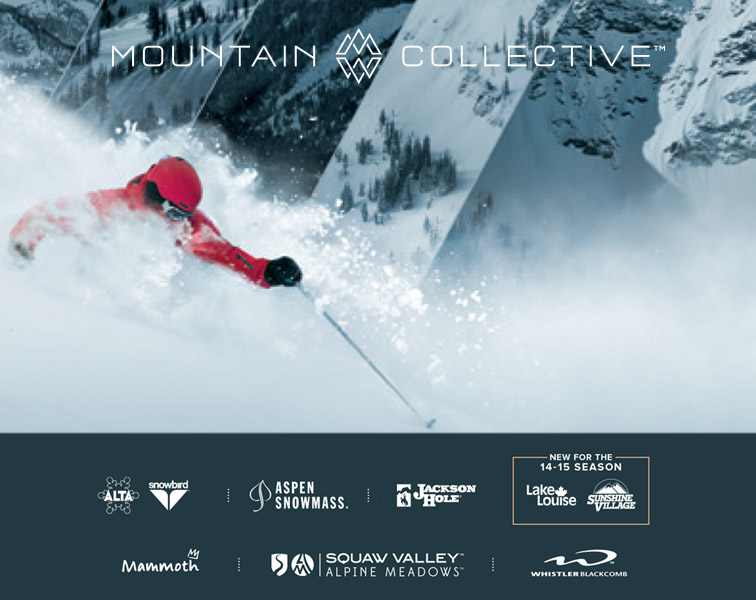 MOUNTAIN COLLECTIVE™
NEW FOR THE
14-15 SEASON
ALTA
snowbird
ASPEN
SNOWMASS.
JACKSON
HOLE
Lake
Louise
SUNSHINE
VILLAGE
Mammoth
SQUAW VALLEY™
ALPINE MEADOWS™
WHISTLER BLACKCOMB